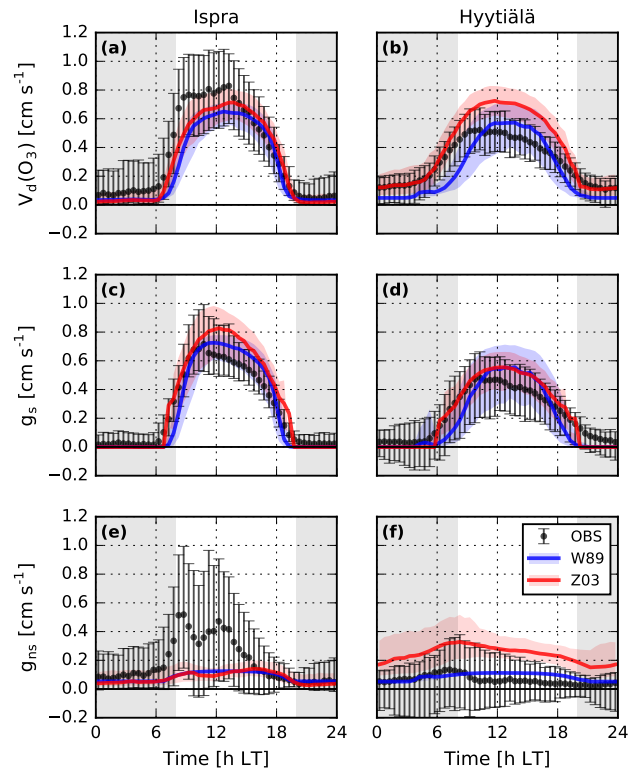 Ispra Hyytiälä
(a) (b)
V_d(O_3) [cm s^-1]
1.2
1.0
0.8
0.6
0.4
0.2
0.0
−0.2
(c) (d)
g_s [cm s^-1]
1.2
1.0
0.8
0.6
0.4
0.2
0.0
−0.2
(e) (f)
g_ns [cm s^-1]
1.2
1.0
0.8
0.6
0.4
0.2
0.0
−0.2
OBS
W89
Z03
0 6 12 18 24 0 6 12 18 24
Time [h LT] Time [h LT]